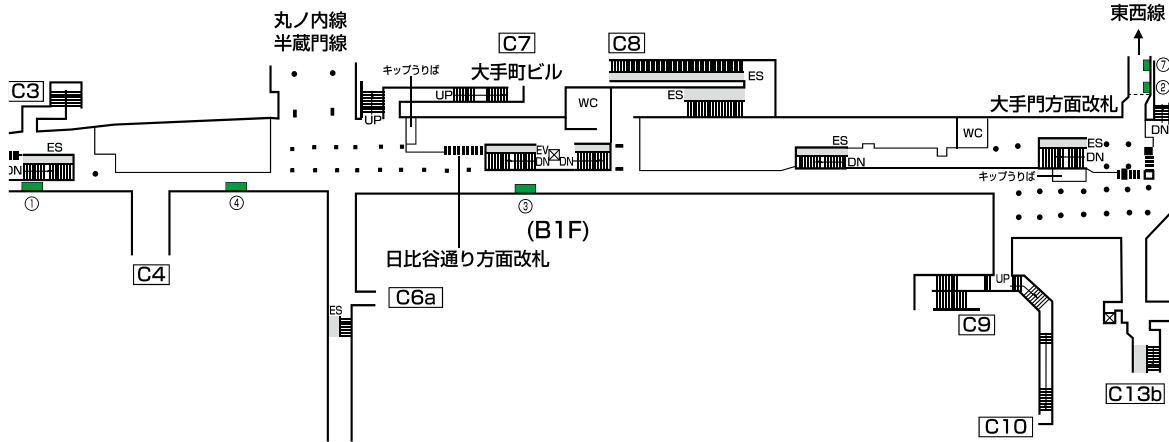 東西線
丸ノ内線
半蔵門線
C7
C8
キップうりば
大手町ビル
ES
⑦
②
C3
UP
WC
ES
大手門方面改札
UP
DN
ES
EV
WC
ES
ES
DN
DN
DN
DN
DN
キップうりば
①
④
③
(B1F)
日比谷通り方面改札
C4
C6a
UP
ES
C9
C13b
C10